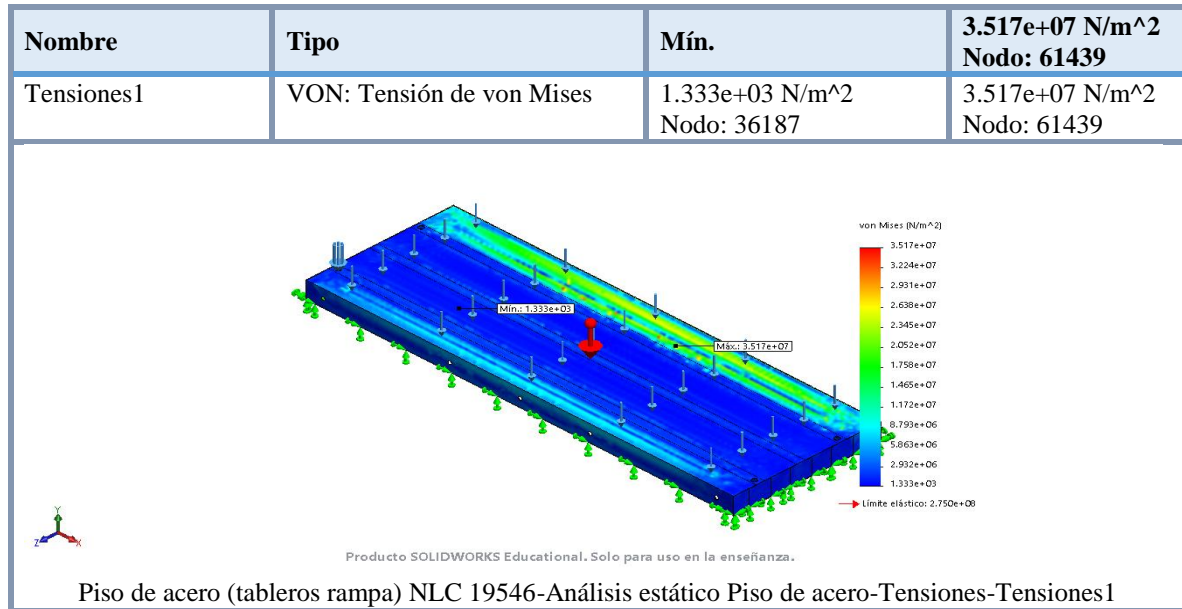 Nombre Tipo Mín. 3.517e+07 N/m^2
Nodo: 61439
Tensiones1 VON: Tensión de von Mises 1.333e+03 N/m^2 3.517e+07 N/m^2
Nodo: 36187 Nodo: 61439
von Mises (N/m^2)
3.517e+07
3.224e+07
2.931e+07
2.638e+07
2.345e+07
2.052e+07
1.758e+07
1.465e+07
1.172e+07
8.793e+06
5.863e+06
2.932e+06
1.333e+03
Límite elástico: 2.750e+08
Mín.: 1.333e+03
Máx.: 3.517e+07
Y
Z
X
Producto SOLIDWORKS Educational. Solo para uso en la enseñanza.
Piso de acero (tableros rampa) NLC 19546-Análisis estático Piso de acero-Tensiones-Tensiones1